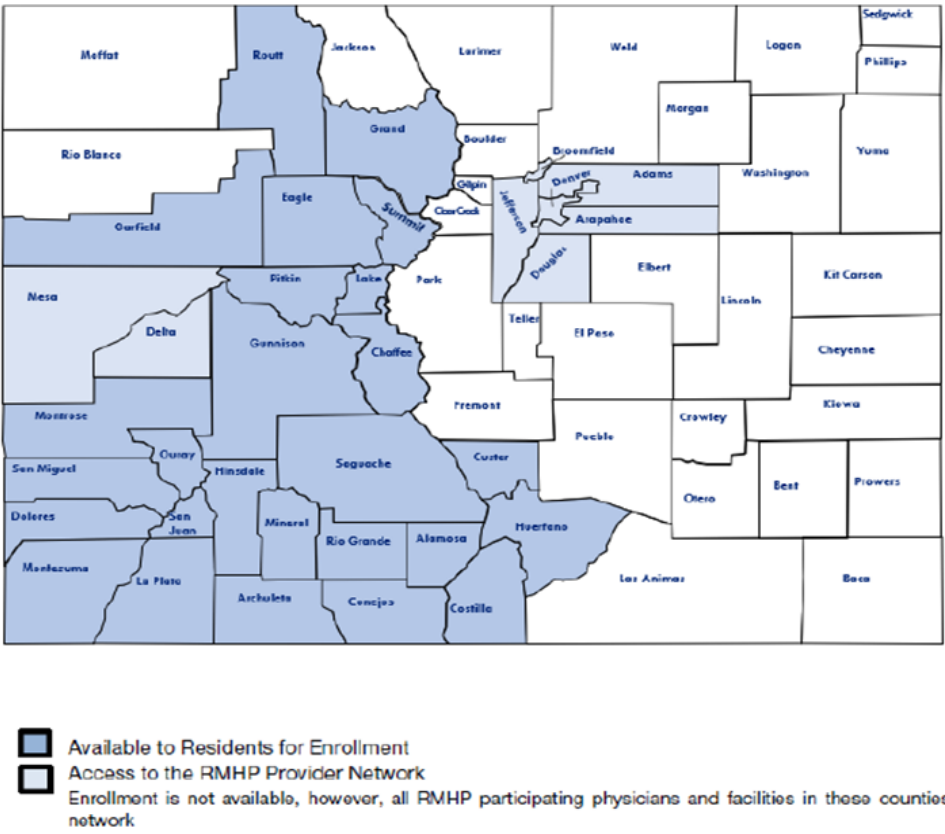 Sedgwick
Moffat
Routt
Jackson
Larimer
Weld
Logan
Phillips
Morgan
Grand
Boulder
Rio Blanco
Broomfield
Yuma
Washington
Adams
Denver
Gilpin
Eagle
Jefferson
Clear Creek
Summit
Arapahoe
Garfield
Douglas
Elbert
Kit Carson
Pitkin
Lake
Park
Mesa
Lincoln
Teller
El Paso
Delta
Gunnison
Chaffee
Cheyenne
Fremont
Kiowa
Montrose
Crowley
Pueblo
Ouray
Custer
Saguache
San Miguel
Hinsdale
Bent
Prowers
Otero
Dolores
San
Juan
Mineral
Huerfano
Rio Grande
Alamosa
Montezuma
La Plata
Las Animas
Baca
Archuleta
Conejos
Costilla
Available to Residents for Enrollment
Access to the RMHP Provider Network
Enrollment is not available, however, all RMHP participating physicians and facilities in these counties
network